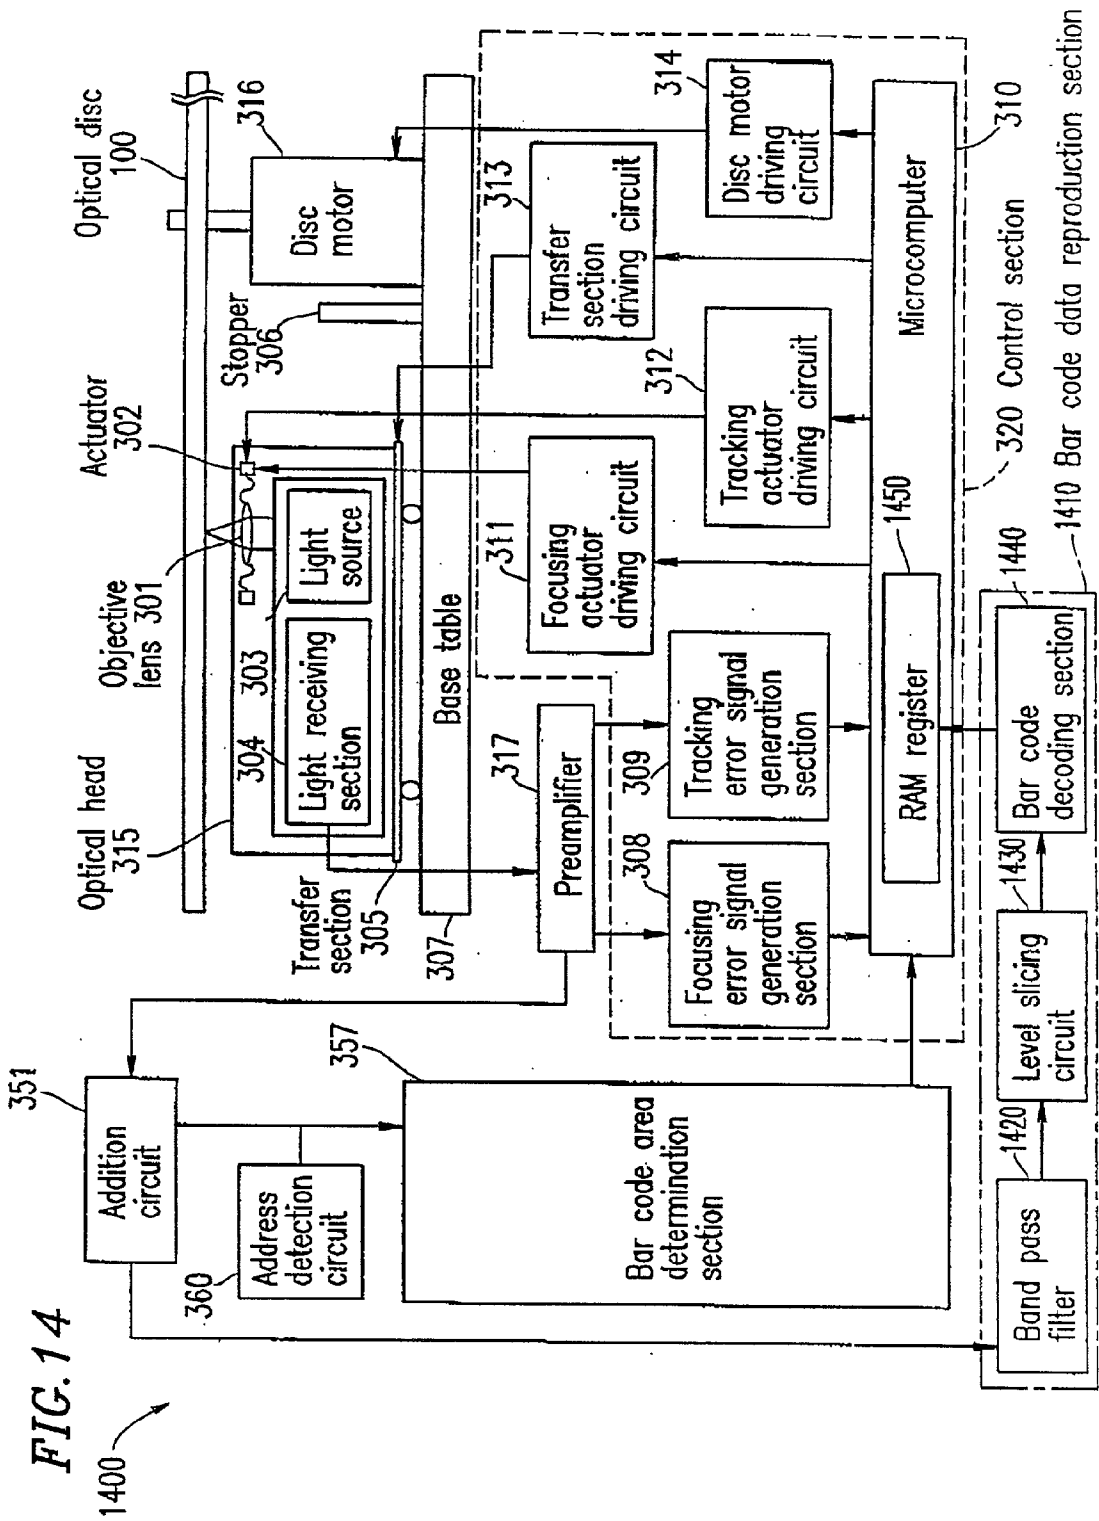 FIG.14
1400
Optical disc
100
Actuator
302
Objective
lens 301
Optical head
315
316
Disc
motor
Stopper
306
303
304
Light
source
Light receiving
section
Transfer
section
305
Base table
307
351
Addition
circuit
360
Address
detection
circuit
357
Bar code area
determination
section
317
Preamplifier
308
Focusing
error signal
generation
section
309
Tracking
error signal
generation
section
311
Focusing
actuator
driving circuit
312
Tracking
actuator
driving circuit
313
Transfer
section
driving circuit
314
Disc motor
driving
circuit
Microcomputer
310
1450
RAM register
320 Control section
1410 Bar code data reproduction section
1420
Band pass
filter
1430
Level slicing
circuit
1440
Bar code
decoding section